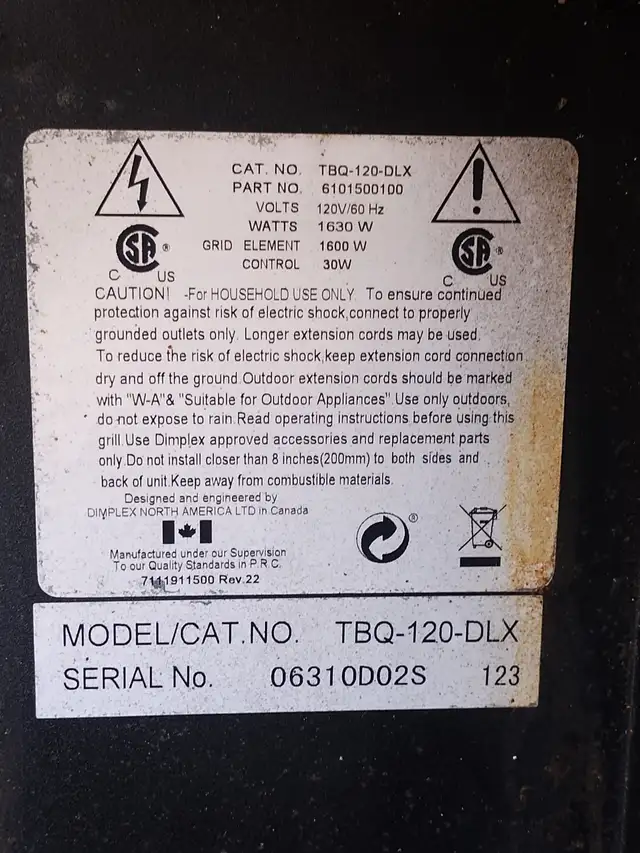 CAT. NO. TBQ-120-DLX
PART NO. 6101500100
VOLTS 120V/60 Hz
WATTS 1630 W
GRID ELEMENT 1600 W
CONTROL 30W
SA ®
C US
SA ®
C US
CAUTION! -For HOUSEHOLD USE ONLY. To ensure continued
protection against risk of electric shock,connect to properly
grounded outlets only. Longer extension cords may be used.
To reduce the risk of electric shock,keep extension cord connection
dry and off the ground.Outdoor extension cords should be marked
with "W-A"& "Suitable for Outdoor Appliances".Use only outdoors,
do not expose to rain.Read operating instructions before using this
grill.Use Dimplex approved accessories and replacement parts
only.Do not install closer than 8 inches(200mm) to both sides and
back of unit.Keep away from combustible materials.
Designed and engineered by
DIMPLEX NORTH AMERICA LTD in Canada
Manufactured under our Supervision
To our Quality Standards in P.R.C.
7111911500 Rev.22
®
MODEL/CAT.NO. TBQ-120-DLX
SERIAL No. 06310D02S 123